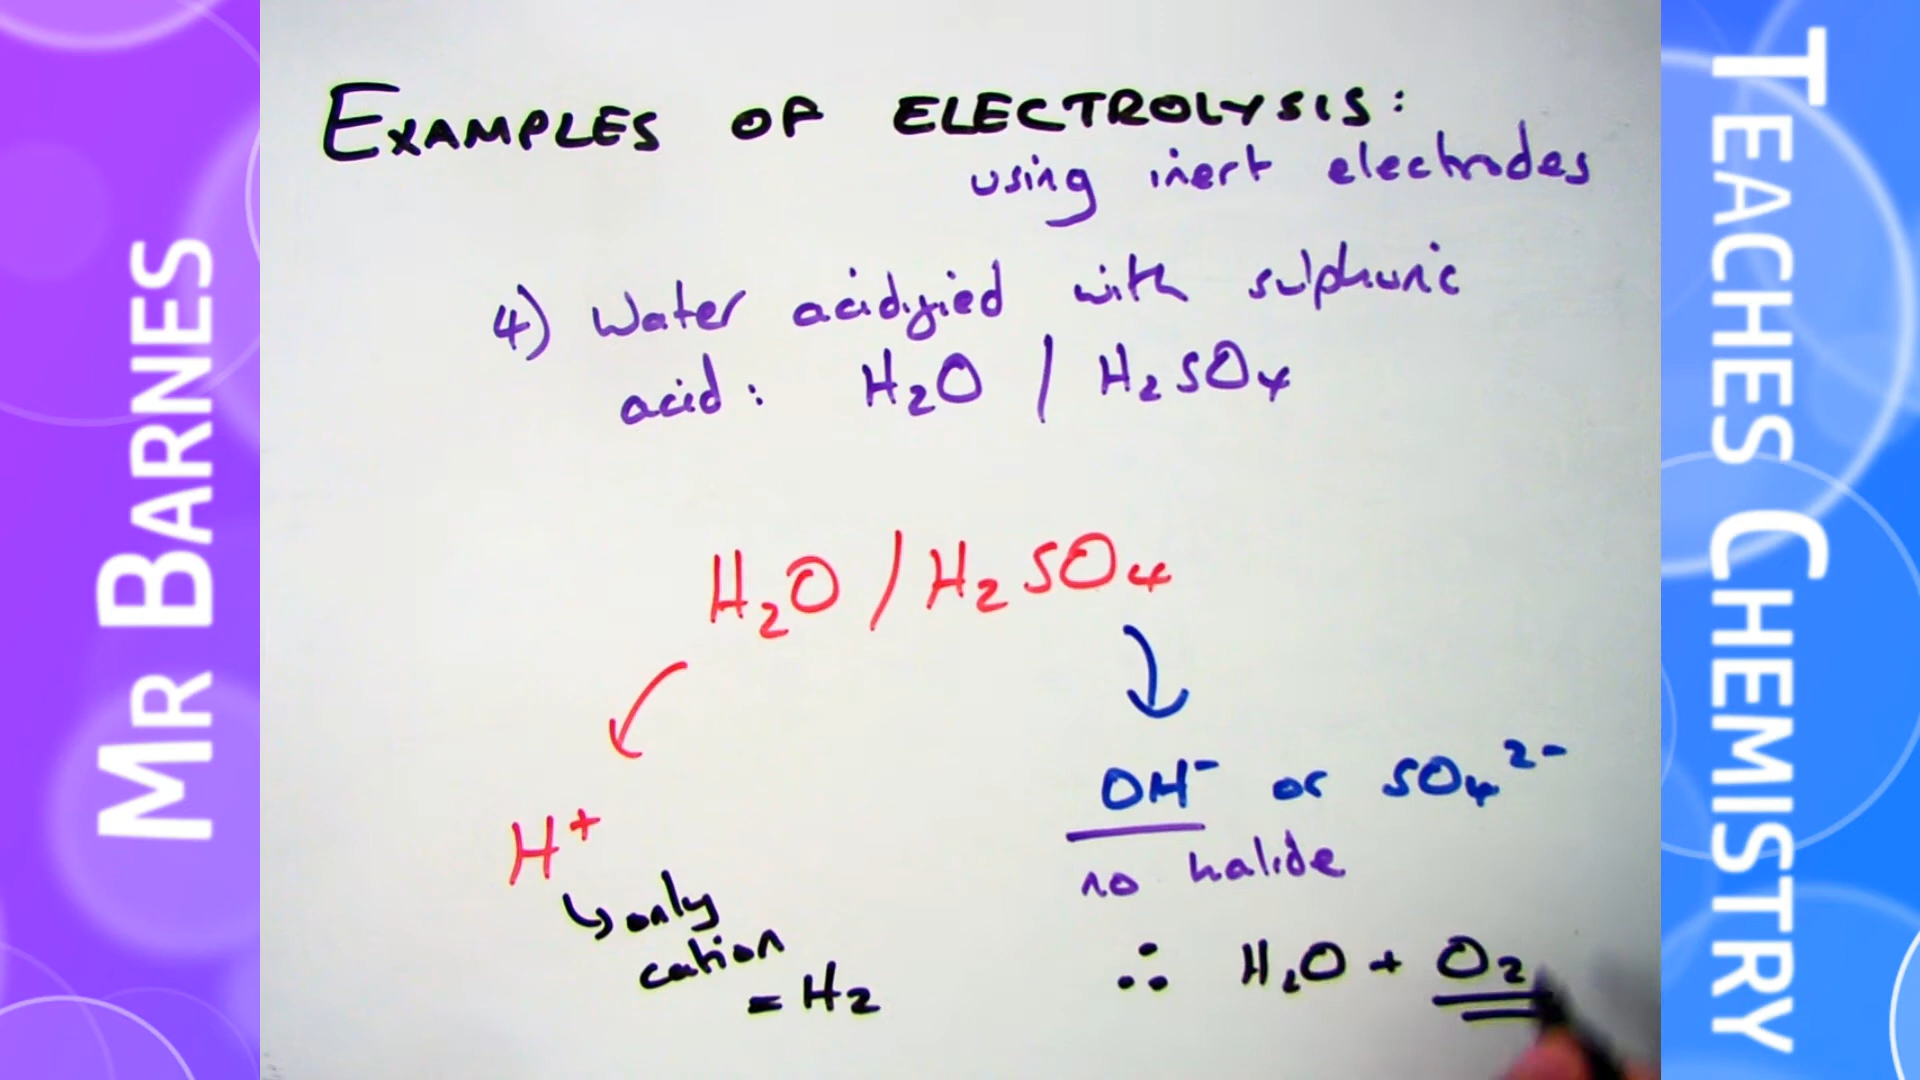 MR BARNES
EXAMPLES OF ELECTROLYSIS:
using inert electrodes
4) Water acidified with sulphuric
acid: H₂O / H₂SO₄
H₂O / H₂SO₄
OH⁻ or SO₄²⁻
H⁺
no halide
↳ only
cation
= H₂
∴ H₂O + O₂
TEACHES CHEMISTRY